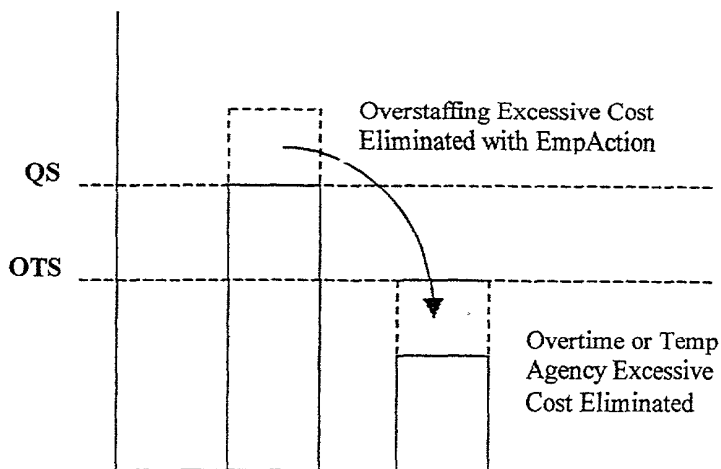 Overstaffing Excessive Cost
Eliminated with EmpAction
QS
OTS
Overtime or Temp
Agency Excessive
Cost Eliminated